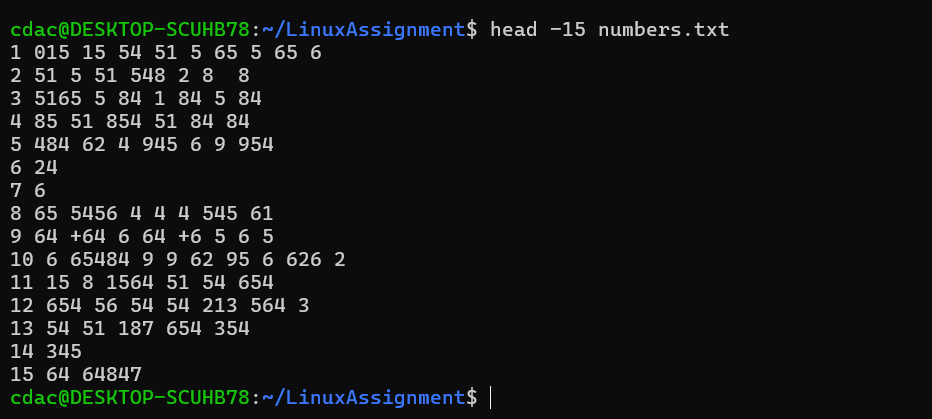 cdac@DESKTOP-SCUHB78:~/LinuxAssignment$ head -15 numbers.txt
1 015 15 54 51 5 65 5 65 6
2 51 5 51 548 2 8  8
3 5165 5 84 1 84 5 84
4 85 51 854 51 84 84
5 484 62 4 945 6 9 954
6 24
7 6
8 65 5456 4 4 4 545 61
9 64 +64 6 64 +6 5 6 5
10 6 65484 9 9 62 95 6 626 2
11 15 8 1564 51 54 654
12 654 56 54 54 213 564 3
13 54 51 187 654 354
14 345
15 64 64847
cdac@DESKTOP-SCUHB78:~/LinuxAssignment$